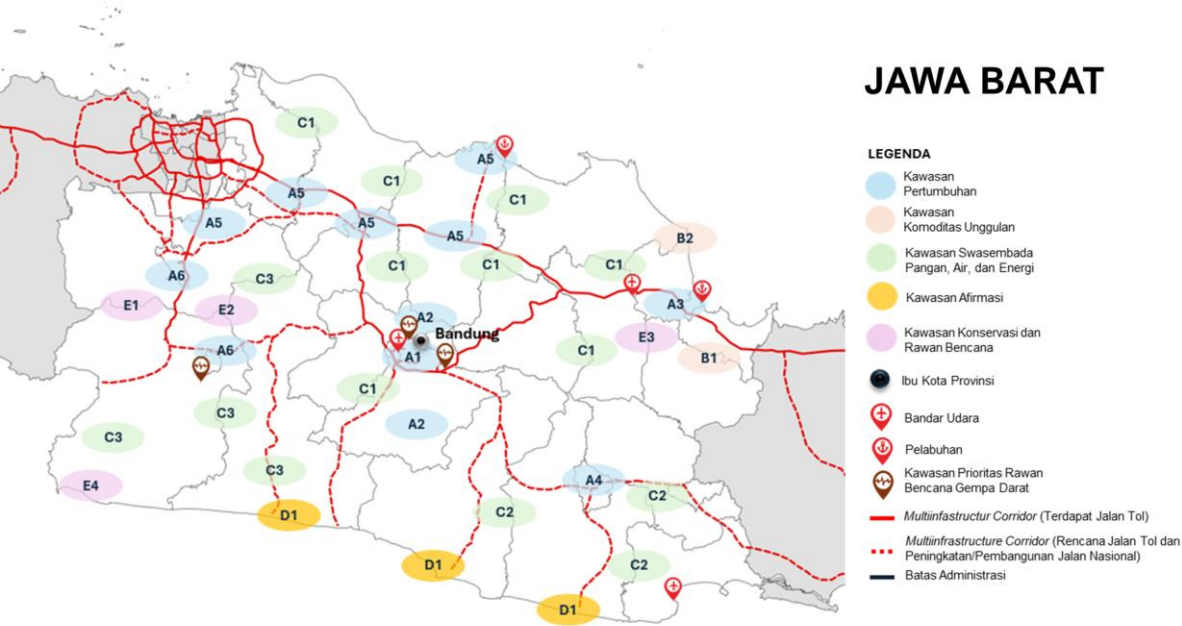 JAWA BARAT
LEGENDA
Kawasan
Pertumbuhan
Kawasan
Komoditas Unggulan
Kawasan Swasembada
Pangan, Air, dan Energi
Kawasan Afirmasi
Kawasan Konservasi dan
Rawan Bencana
Ibu Kota Provinsi
Bandar Udara
Pelabuhan
Kawasan Prioritas Rawan
Bencana Gempa Darat
Multiinfastructur Corridor (Terdapat Jalan Tol)
Multiinfrastructure Corridor (Rencana Jalan Tol dan
Peningkatan/Pembangunan Jalan Nasional)
Batas Administrasi
C1
A5
C1
A5
C1
A5
A5
A5
B2
A6
C3
C1
C1
C1
E1
E2
A3
A2
Bandung
E3
A6
A1
C1
B1
C1
C3
A2
C3
C3
A4
E4
C2
D1
C2
D1
C2
D1